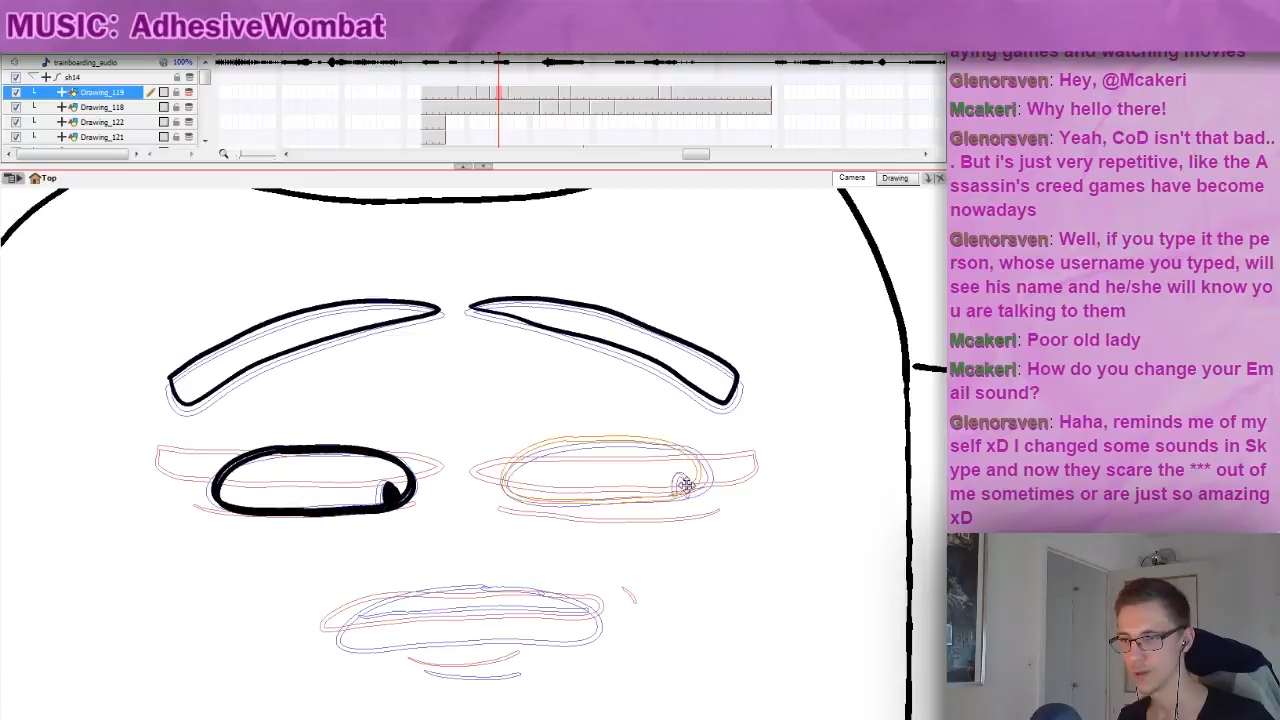 MUSIC: AdhesiveWombat
trainboarding_audio
100%
sh14
Drawing_119
Drawing_118
Drawing_122
Drawing_121
Top
Camera
Drawing
aying games and watching movies
Glenorsven: Hey, @Mcakeri
Mcakeri: Why hello there!
Glenorsven: Yeah, CoD isn't that bad..
. But i's just very repetitive, like the A
ssassin's creed games have become
nowadays
Glenorsven: Well, if you type it the pe
rson, whose username you typed, will
see his name and he/she will know yo
u are talking to them
Mcakeri: Poor old lady
Mcakeri: How do you change your Em
ail sound?
Glenorsven: Haha, reminds me of my
self xD I changed some sounds in Sk
ype and now they scare the *** out of
me sometimes or are just so amazing
xD